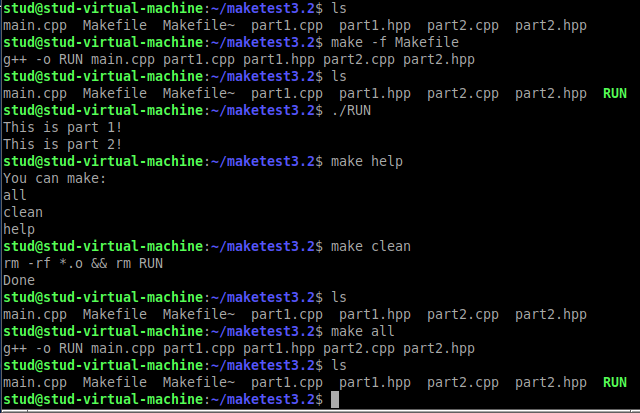 stud@stud-virtual-machine:~/maketest3.2$ ls
main.cpp  Makefile  Makefile~  part1.cpp  part1.hpp  part2.cpp  part2.hpp
stud@stud-virtual-machine:~/maketest3.2$ make -f Makefile
g++ -o RUN main.cpp part1.cpp part1.hpp part2.cpp part2.hpp
stud@stud-virtual-machine:~/maketest3.2$ ls
main.cpp  Makefile  Makefile~  part1.cpp  part1.hpp  part2.cpp  part2.hpp  RUN
stud@stud-virtual-machine:~/maketest3.2$ ./RUN
This is part 1!
This is part 2!
stud@stud-virtual-machine:~/maketest3.2$ make help
You can make:
all
clean
help
stud@stud-virtual-machine:~/maketest3.2$ make clean
rm -rf *.o && rm RUN
Done
stud@stud-virtual-machine:~/maketest3.2$ ls
main.cpp  Makefile  Makefile~  part1.cpp  part1.hpp  part2.cpp  part2.hpp
stud@stud-virtual-machine:~/maketest3.2$ make all
g++ -o RUN main.cpp part1.cpp part1.hpp part2.cpp part2.hpp
stud@stud-virtual-machine:~/maketest3.2$ ls
main.cpp  Makefile  Makefile~  part1.cpp  part1.hpp  part2.cpp  part2.hpp  RUN
stud@stud-virtual-machine:~/maketest3.2$